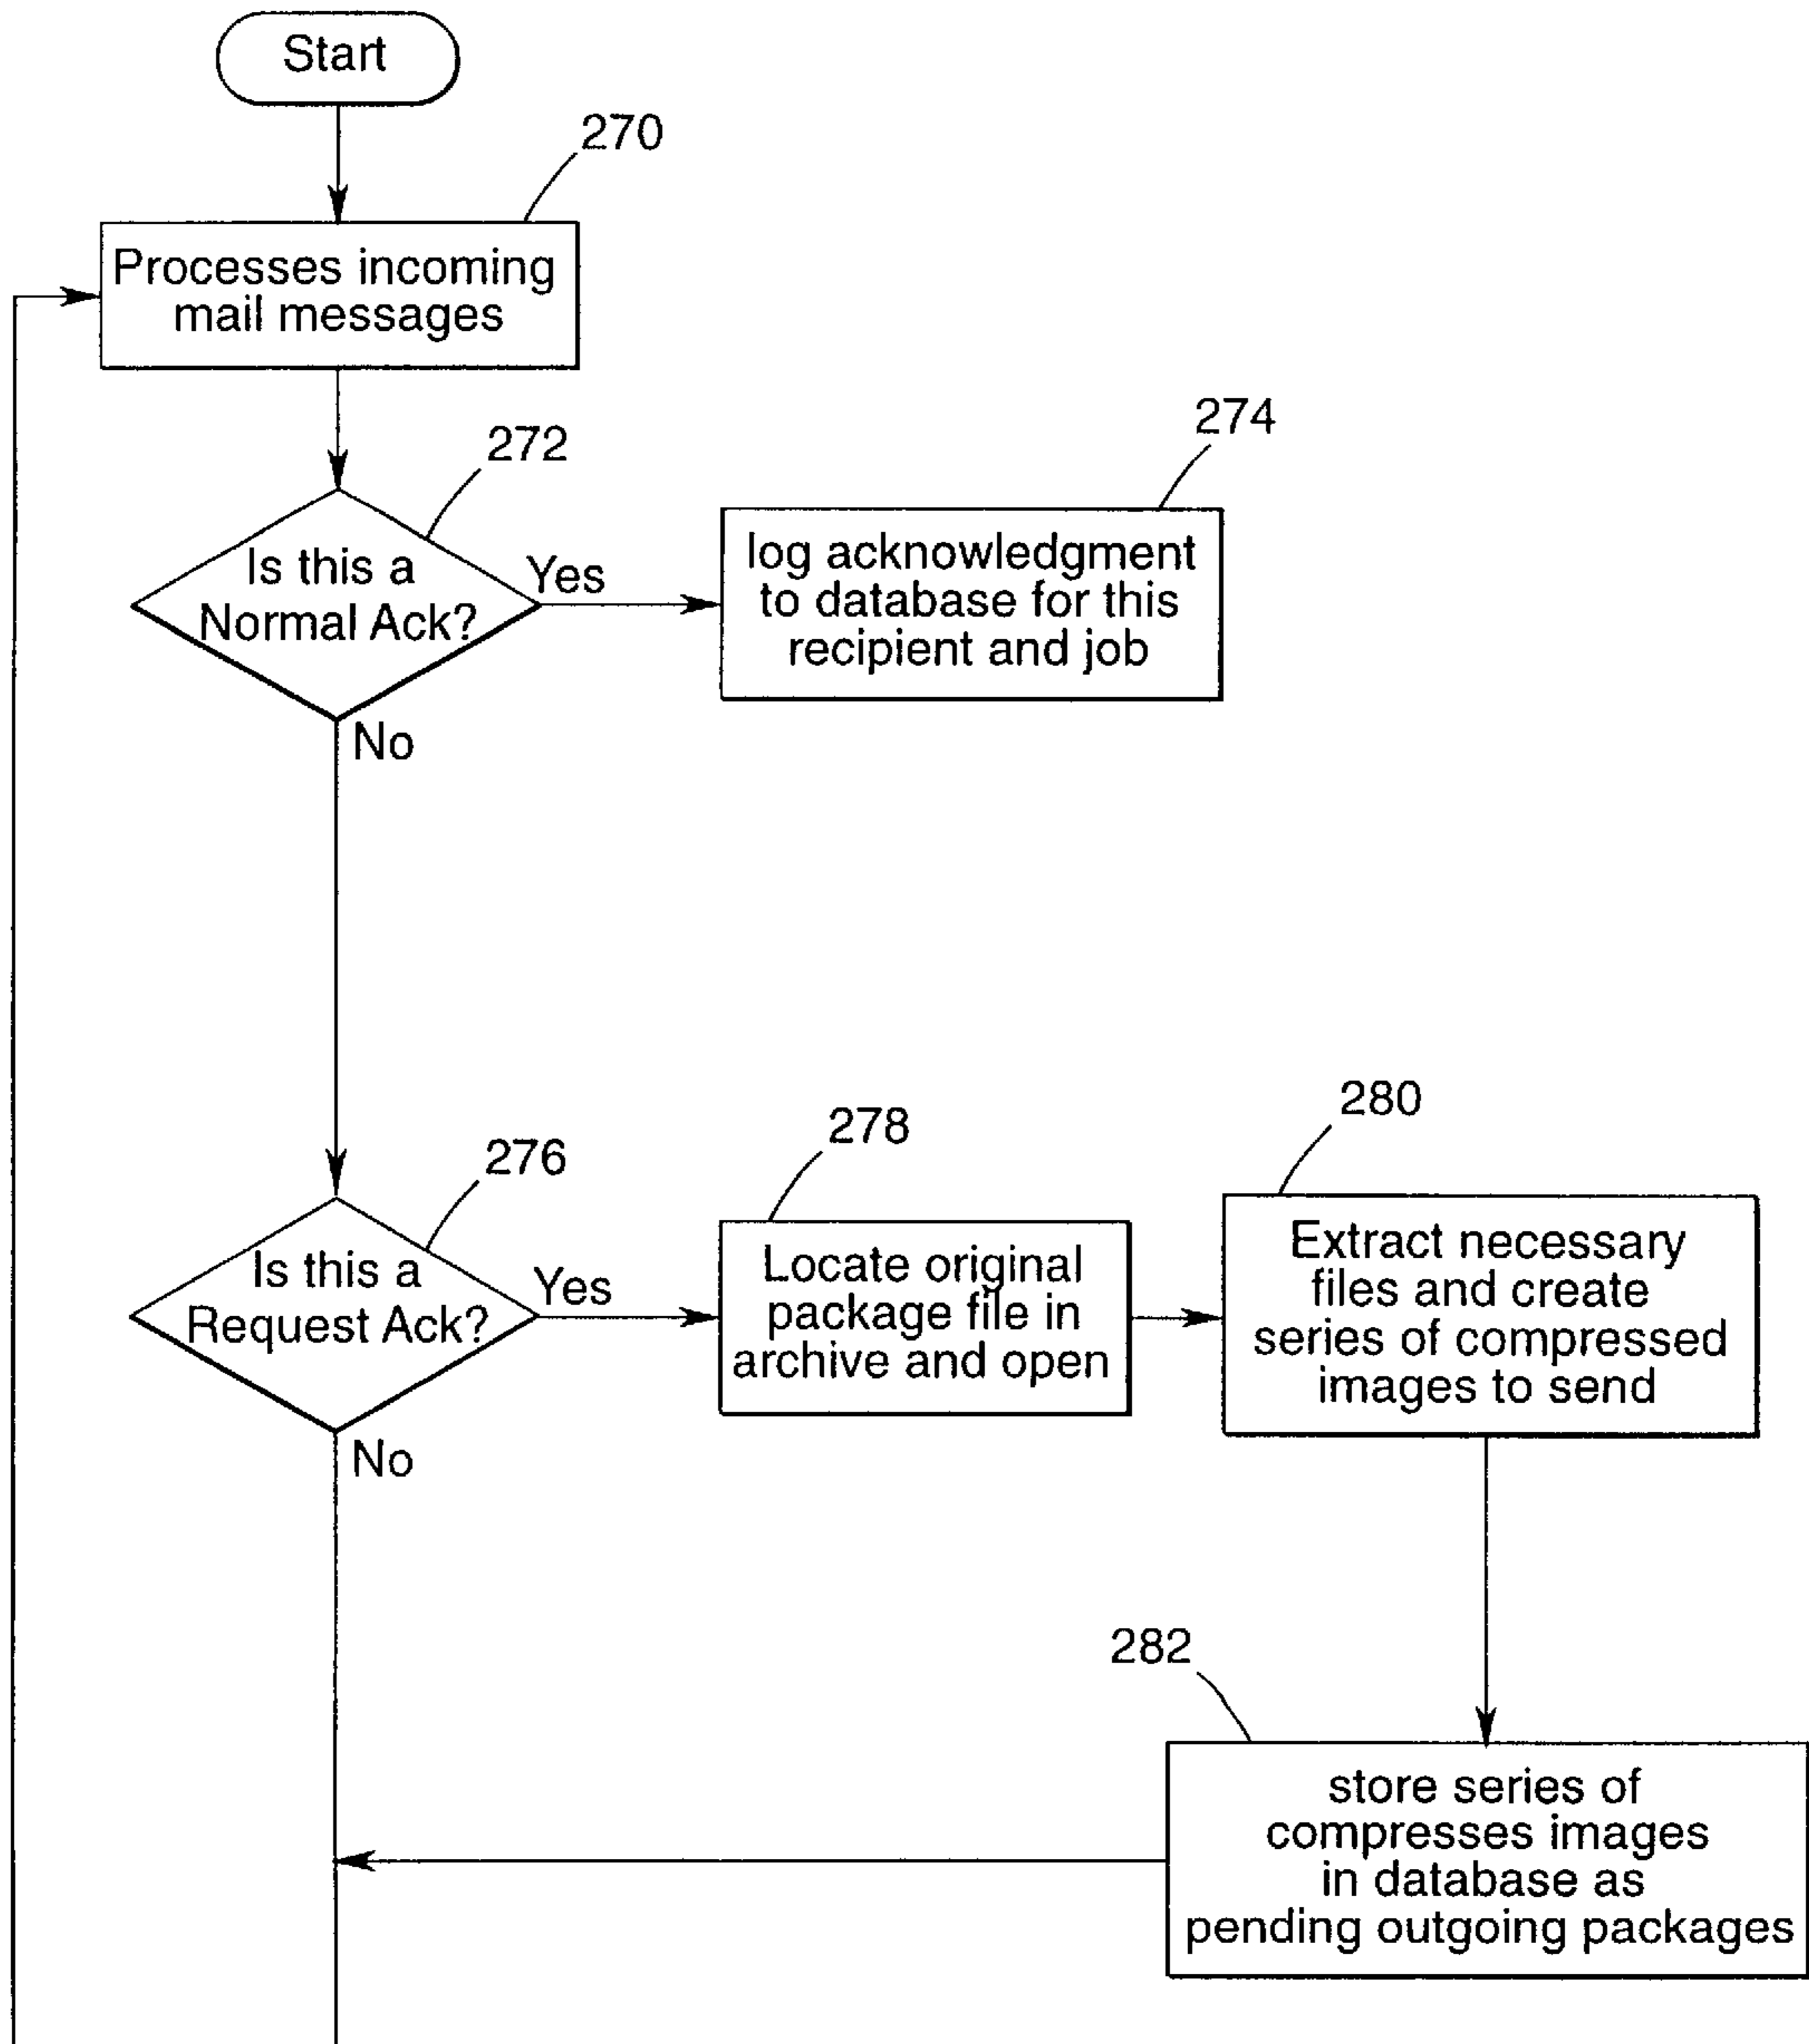 Start
270
Processes incoming
mail messages
272
Is this a
Normal Ack?
Yes
No
274
log acknowledgment
to database for this
recipient and job
276
Is this a
Request Ack?
Yes
No
278
Locate original
package file in
archive and open
280
Extract necessary
files and create
series of compressed
images to send
282
store series of
compresses images
in database as
pending outgoing packages